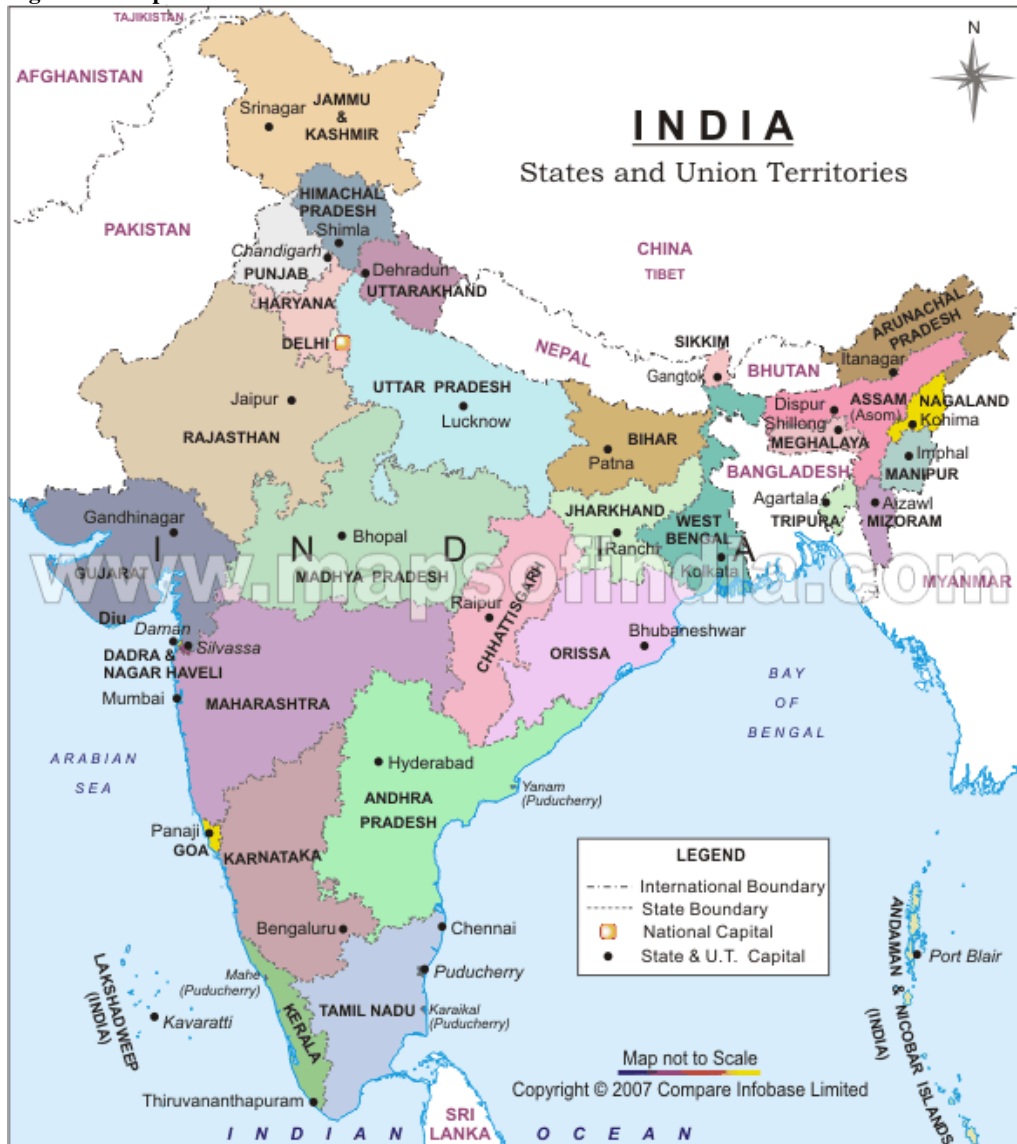 TAJIKISTAN
AFGHANISTAN
N
JAMMU
&
KASHMIR
Srinagar
INDIA
States and Union Territories
HIMACHAL
PRADESH
Shimla
PAKISTAN
Chandigarh
PUNJAB
Dehradun
UTTARAKHAND
CHINA
TIBET
HARYANA
DELHI
NEPAL
SIKKIM
Gangtok
BHUTAN
ARUNACHAL
PRADESH
Itanagar
UTTAR PRADESH
Lucknow
Jaipur
RAJASTHAN
BIHAR
Patna
Dispur
Shillong
MEGHALAYA
ASSAM
(Asom)
NAGALAND
Kohima
Imphal
MANIPUR
BANGLADESH
Agartala
TRIPURA
Aizawl
MIZORAM
Gandhinagar
GUJARAT
I N D I A
Bhopal
MADHYA PRADESH
JHARKHAND
Ranchi
WEST
BENGAL
Kolkata
www.mapsofindia.com
MYANMAR
Diu
Daman
Silvassa
DADRA &
NAGAR HAVELI
Mumbai
MAHARASHTRA
Raipur
CHHATTISGARH
ORISSA
Bhubaneshwar
BAY
OF
BENGAL
ARABIAN
SEA
Hyderabad
ANDHRA
PRADESH
Yanam
(Puducherry)
Panaji
GOA
KARNATAKA
Bengaluru
Chennai
LEGEND
International Boundary
State Boundary
National Capital
State & U.T. Capital
Mahe
(Puducherry)
Puducherry
TAMIL NADU
Karaikal
(Puducherry)
KERALA
LAKSHADWEEP
(INDIA)
Kavaratti
Thiruvananthapuram
ANDAMAN & NICOBAR ISLANDS
(INDIA)
Port Blair
Map not to Scale
Copyright © 2007 Compare Infobase Limited
SRI
LANKA
INDIAN OCEAN